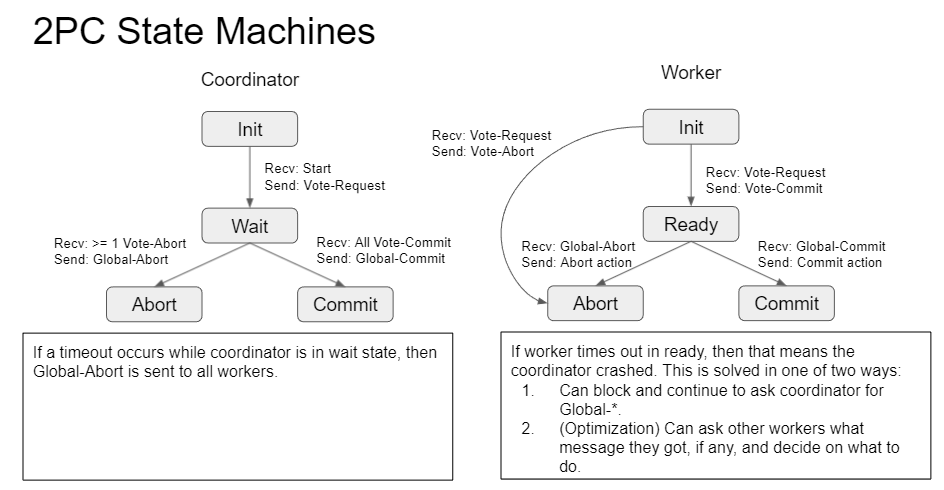 2PC State Machines
Coordinator
Init
Recv: Start
Send: Vote-Request
Wait
Recv: >= 1 Vote-Abort
Send: Global-Abort
Recv: All Vote-Commit
Send: Global-Commit
Abort
Commit
If a timeout occurs while coordinator is in wait state, then
Global-Abort is sent to all workers.
Worker
Init
Recv: Vote-Request
Send: Vote-Abort
Recv: Vote-Request
Send: Vote-Commit
Ready
Recv: Global-Abort
Send: Abort action
Recv: Global-Commit
Send: Commit action
Abort
Commit
If worker times out in ready, then that means the
coordinator crashed. This is solved in one of two ways:
1. Can block and continue to ask coordinator for
Global-*.
2. (Optimization) Can ask other workers what
message they got, if any, and decide on what to
do.